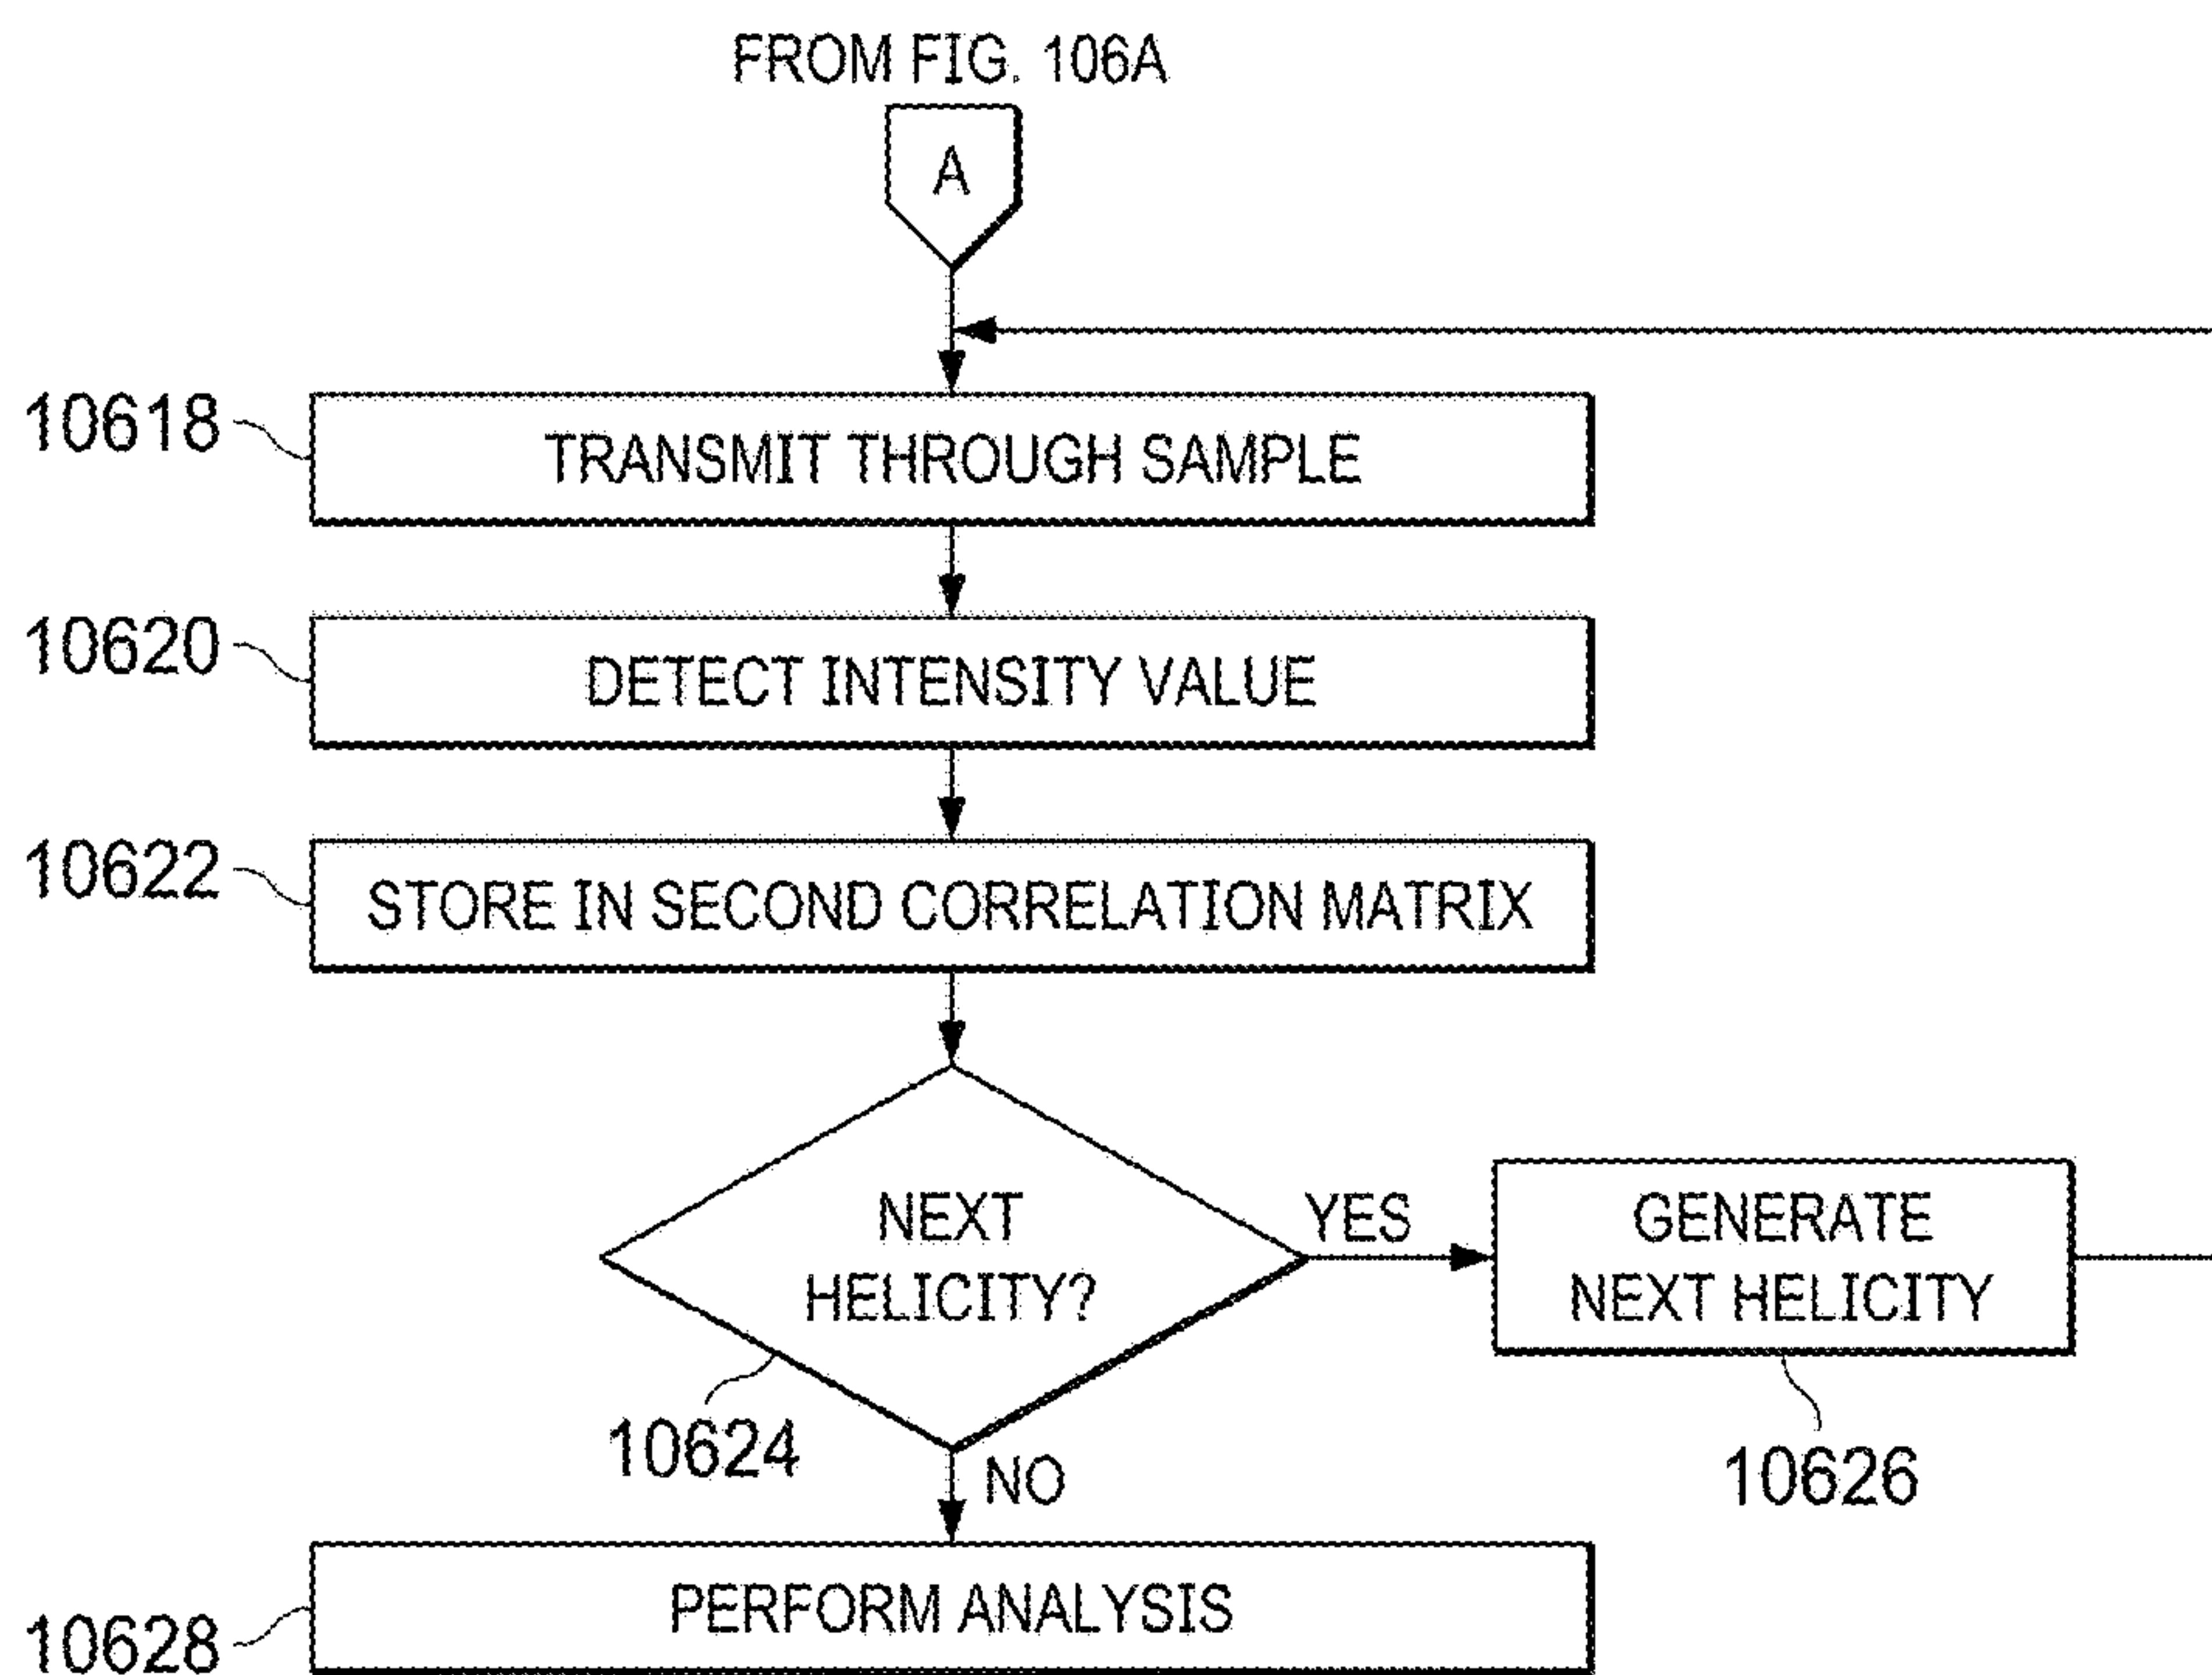 FROM FIG. 106A
A
10618
TRANSMIT THROUGH SAMPLE
10620
DETECT INTENSITY VALUE
10622
STORE IN SECOND CORRELATION MATRIX
NEXT
HELICITY?
YES
GENERATE
NEXT HELICITY
10624
NO
10626
PERFORM ANALYSIS
10628